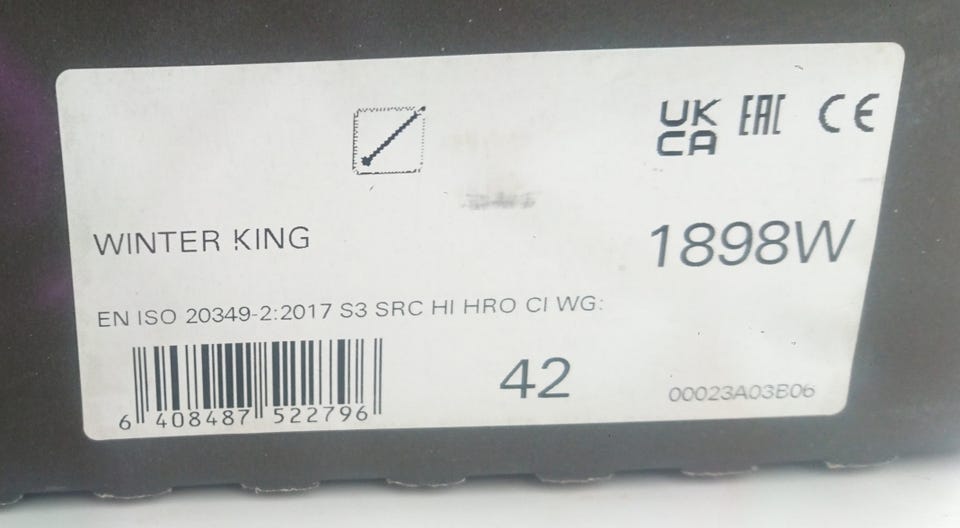 UK CA EAC CE
WINTER KING
1898W
EN ISO 20349-2:2017 S3 SRC HI HRO CI WG:
42
00023A03B06
6 408487 522796